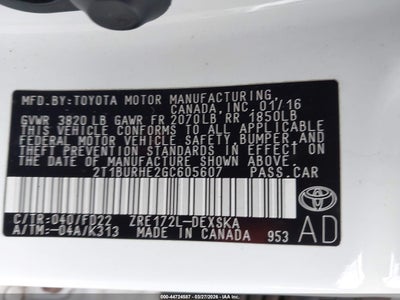 MFD.BY:TOYOTA MOTOR MANUFACTURING,
CANADA, INC. 01/16
GVWR 3820 LB GAWR FR 2070LB RR 1850LB
THIS VEHICLE CONFORMS TO ALL APPLICABLE
FEDERAL MOTOR VEHICLE SAFETY BUMPER, AND
THEFT PREVENTION STANDARDS IN EFFECT ON
THE DATE OF MANUFACTURE SHOWN ABOVE.
2T1BURHE2GC605607 PASS.CAR
C/TR:040/FD22 ZRE172L-DEXSKA
A/TM:-04A/K313 MADE IN CANADA 953
TOYOTA
AD
000-44724587 - 03/27/2026 - 000-IAA